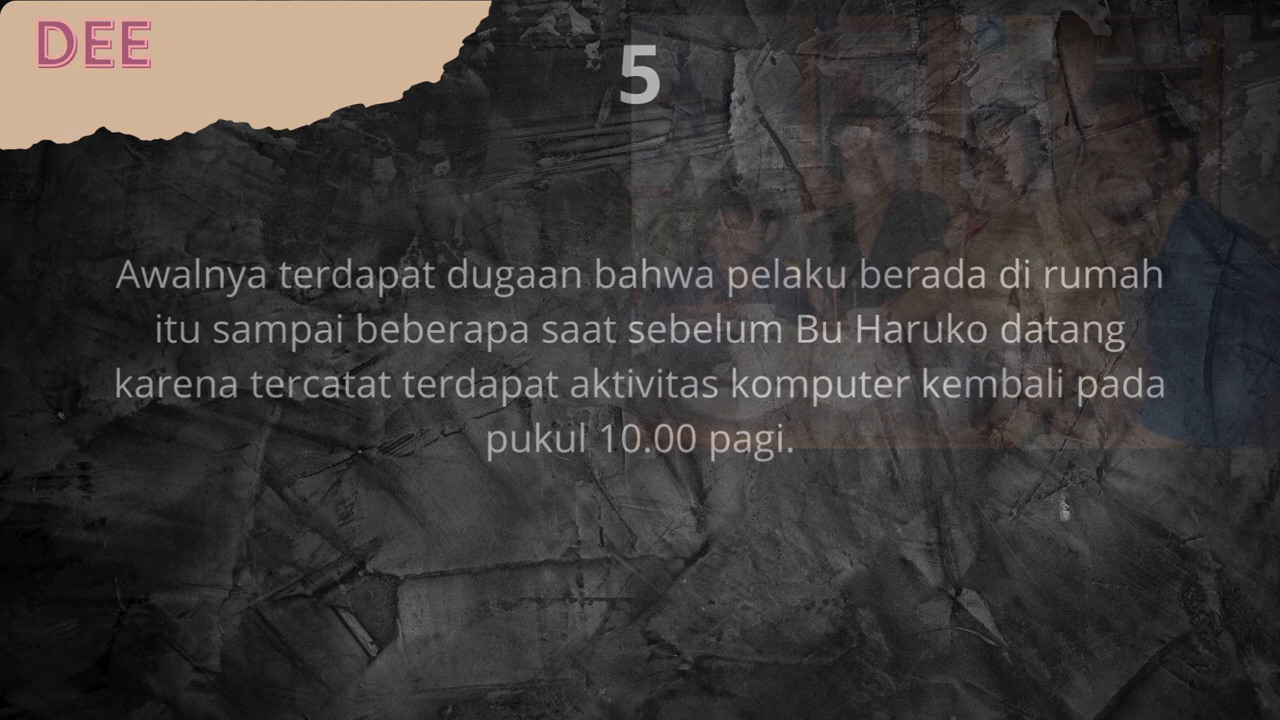 DEE
5
Awalnya terdapat dugaan bahwa pelaku berada di rumah
itu sampai beberapa saat sebelum Bu Haruko datang
karena tercatat terdapat aktivitas komputer kembali pada
pukul 10.00 pagi.